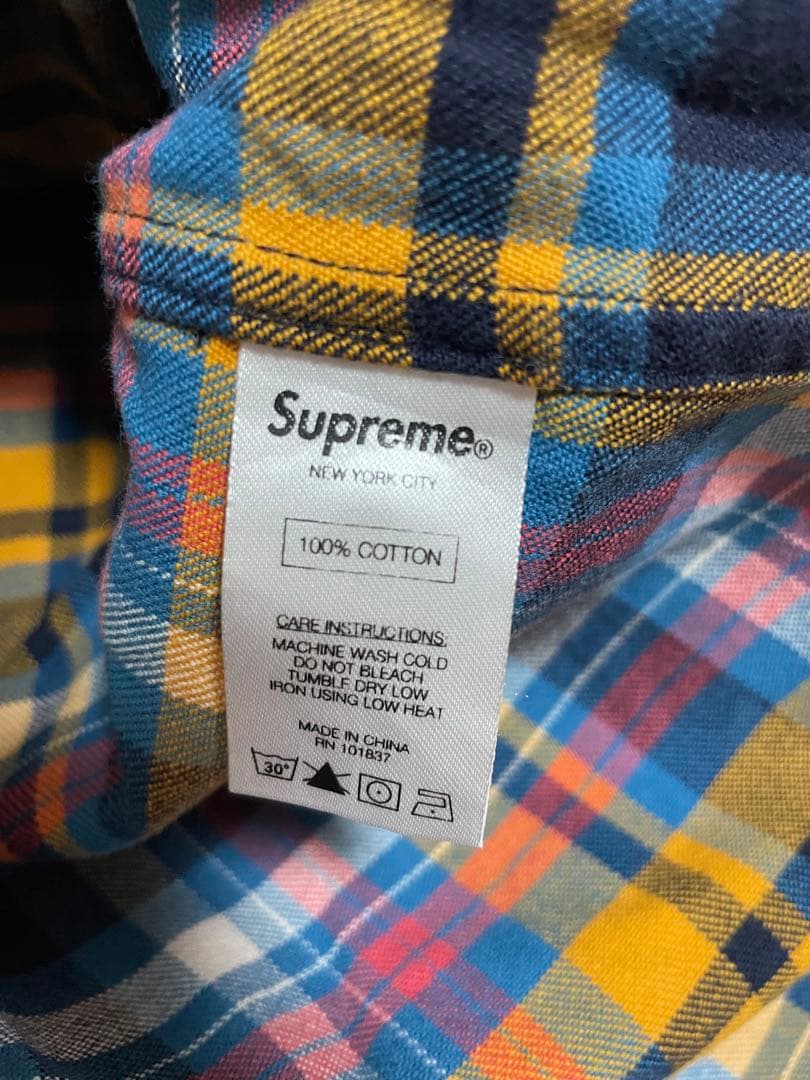 Supreme®
NEW YORK CITY
100% COTTON
CARE INSTRUCTIONS:
MACHINE WASH COLD
DO NOT BLEACH
TUMBLE DRY LOW
IRON USING LOW HEAT
MADE IN CHINA
RN 101837
30°